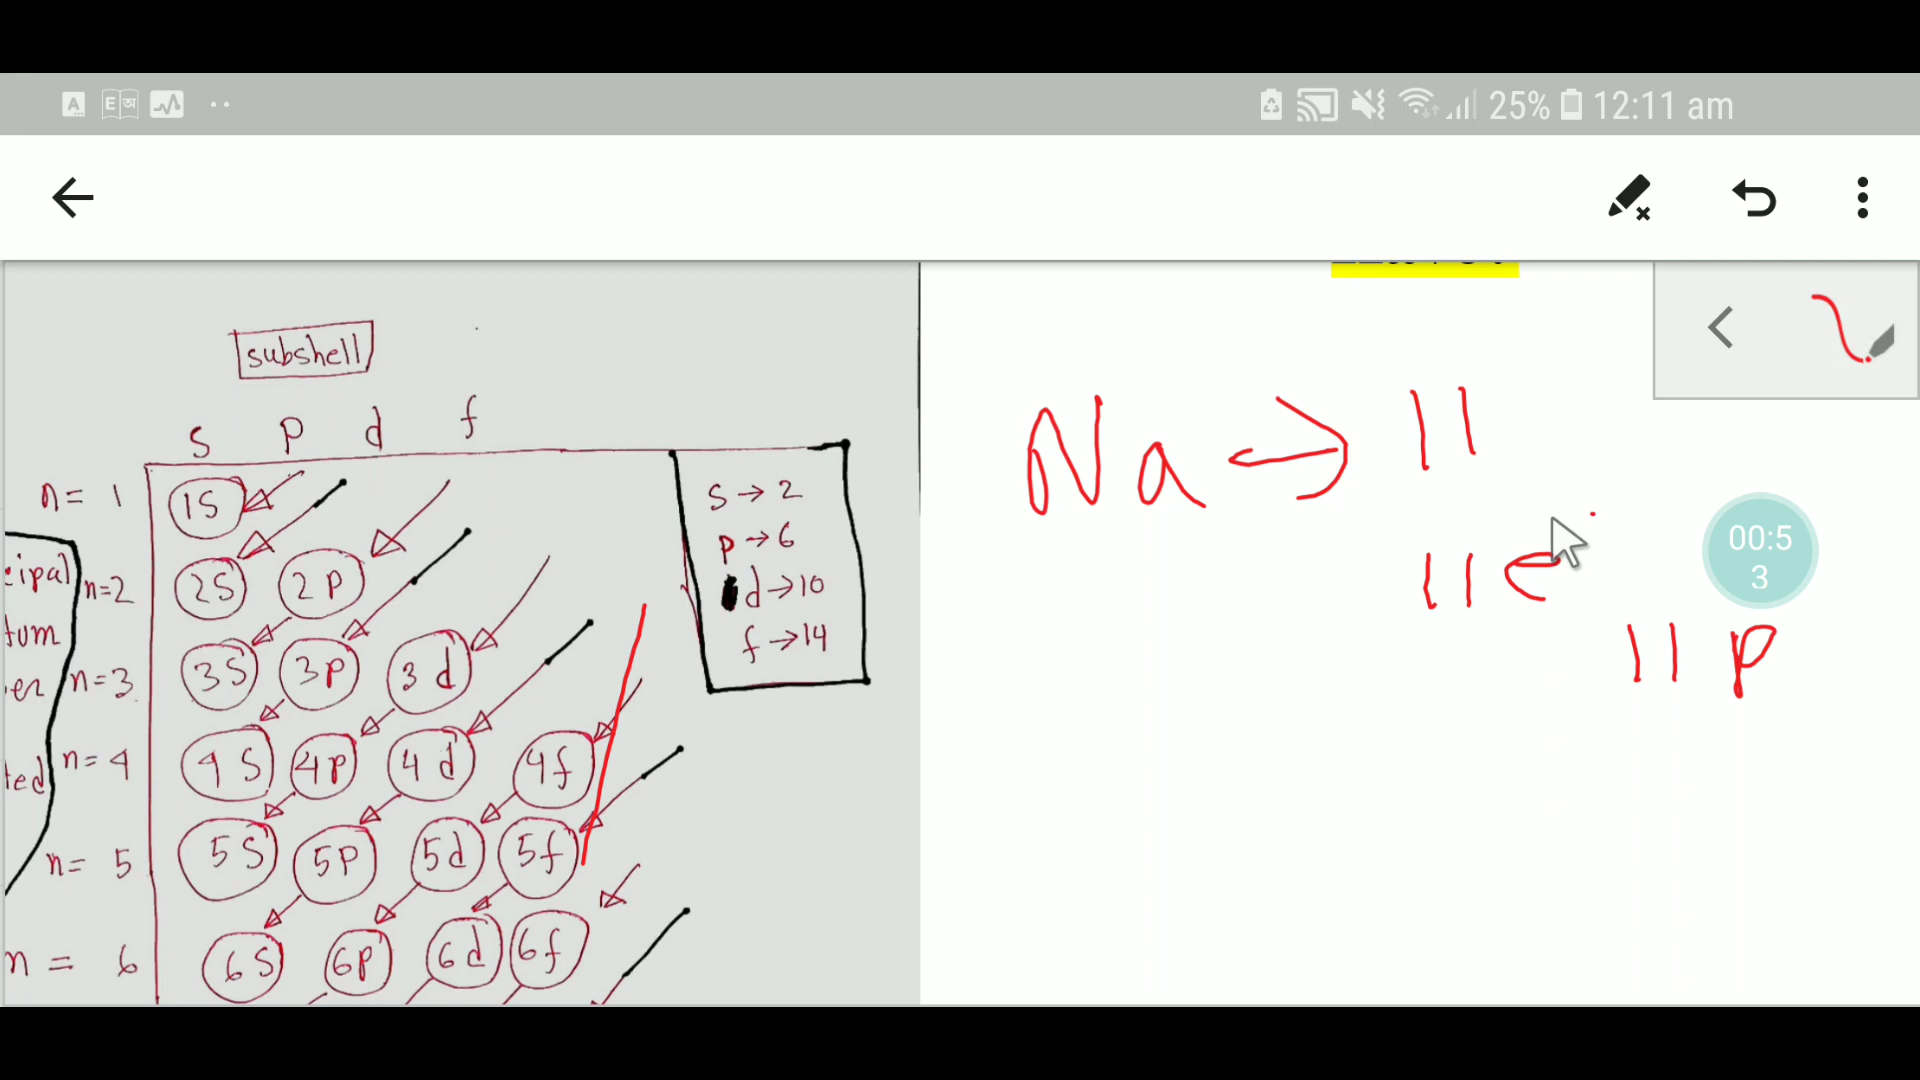 25% 12:11 am
subshell
s p d f
n= 1 1S
n=2 2S 2P
n=3 3S 3P 3d
n=4 4S 4P 4d 4f
n= 5 5S 5P 5d 5f
n = 6 6S 6P 6d 6f
cipal
tum
er
ted
S → 2
P → 6
d → 10
f → 14
Na → 11
11 e
11 P
00:5
3